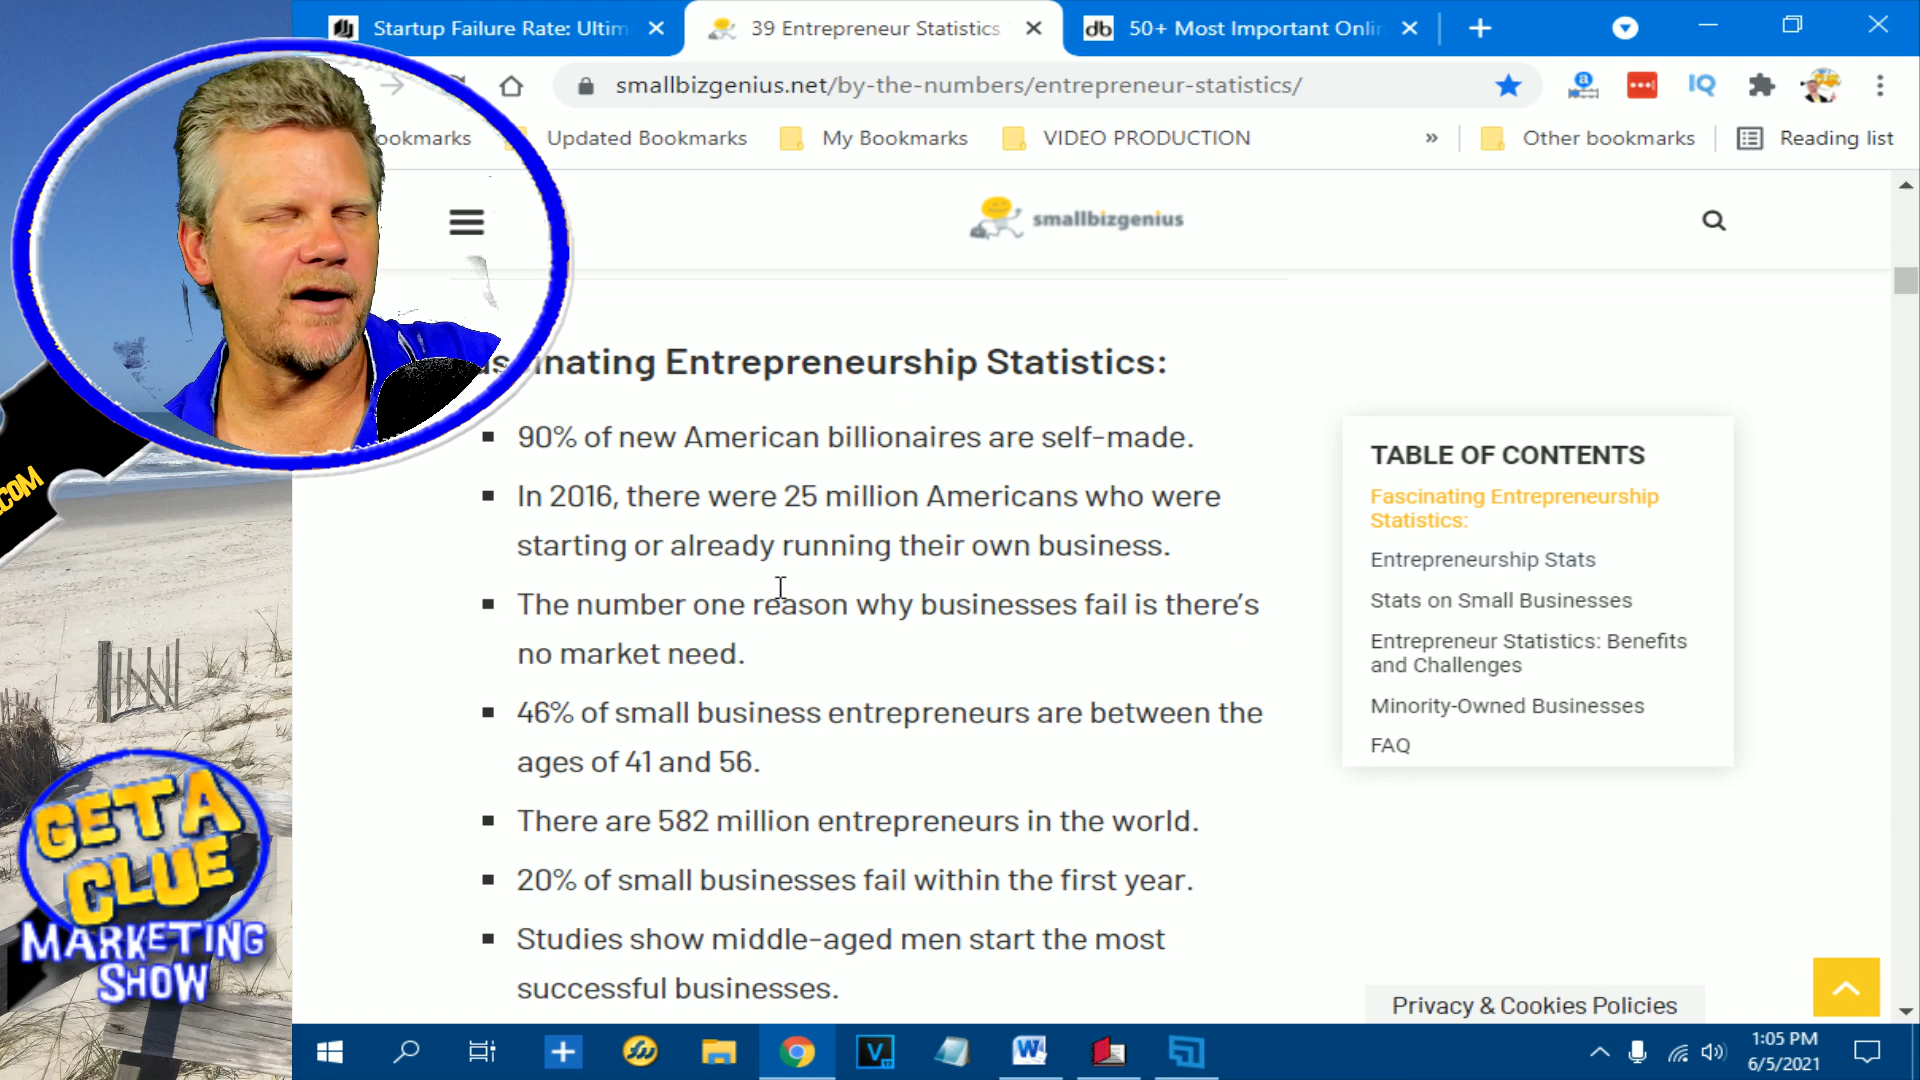 Startup Failure Rate: Ultim
39 Entrepreneur Statistics
db
50+ Most Important Onlin
smallbizgenius.net/by-the-numbers/entrepreneur-statistics/
IQ
ookmarks
Updated Bookmarks
My Bookmarks
VIDEO PRODUCTION
»
Other bookmarks
Reading list
smallbizgenius
scinating Entrepreneurship Statistics:
90% of new American billionaires are self-made.
In 2016, there were 25 million Americans who were
starting or already running their own business.
The number one reason why businesses fail is there's
no market need.
46% of small business entrepreneurs are between the
ages of 41 and 56.
There are 582 million entrepreneurs in the world.
20% of small businesses fail within the first year.
Studies show middle-aged men start the most
successful businesses.
TABLE OF CONTENTS
Fascinating Entrepreneurship
Statistics:
Entrepreneurship Stats
Stats on Small Businesses
Entrepreneur Statistics: Benefits
and Challenges
Minority-Owned Businesses
FAQ
Privacy & Cookies Policies
.COM
GET A
CLUE
MARKETING
SHOW
1:05 PM
6/5/2021